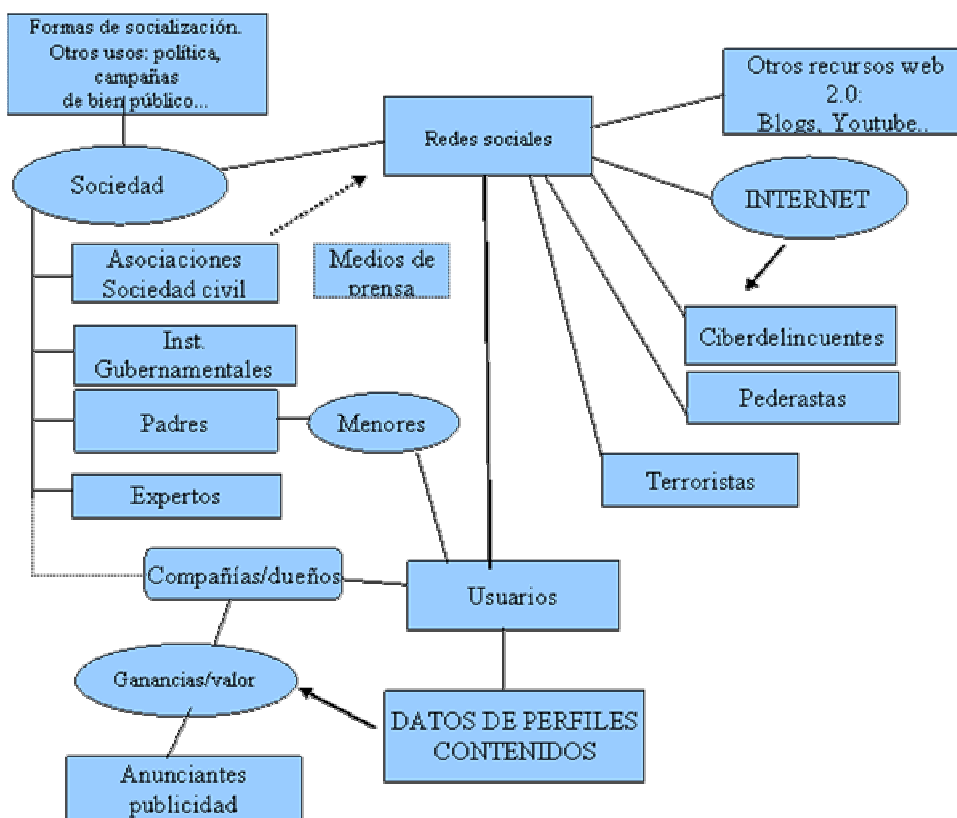 Formas de socialización.
Otros usos: política,
campañas
de bien público...
Otros recursos web
2.0:
Blogs, Youtube..
Redes sociales
Sociedad
INTERNET
Asociaciones
Sociedad civil
Medios de
prensa
Ciberdelincuentes
Inst.
Gubernamentales
Pederastas
Padres
Menores
Terroristas
Expertos
Compañías/dueños
Usuarios
Ganancias/valor
DATOS DE PERFILES
CONTENIDOS
Anunciantes
publicidad